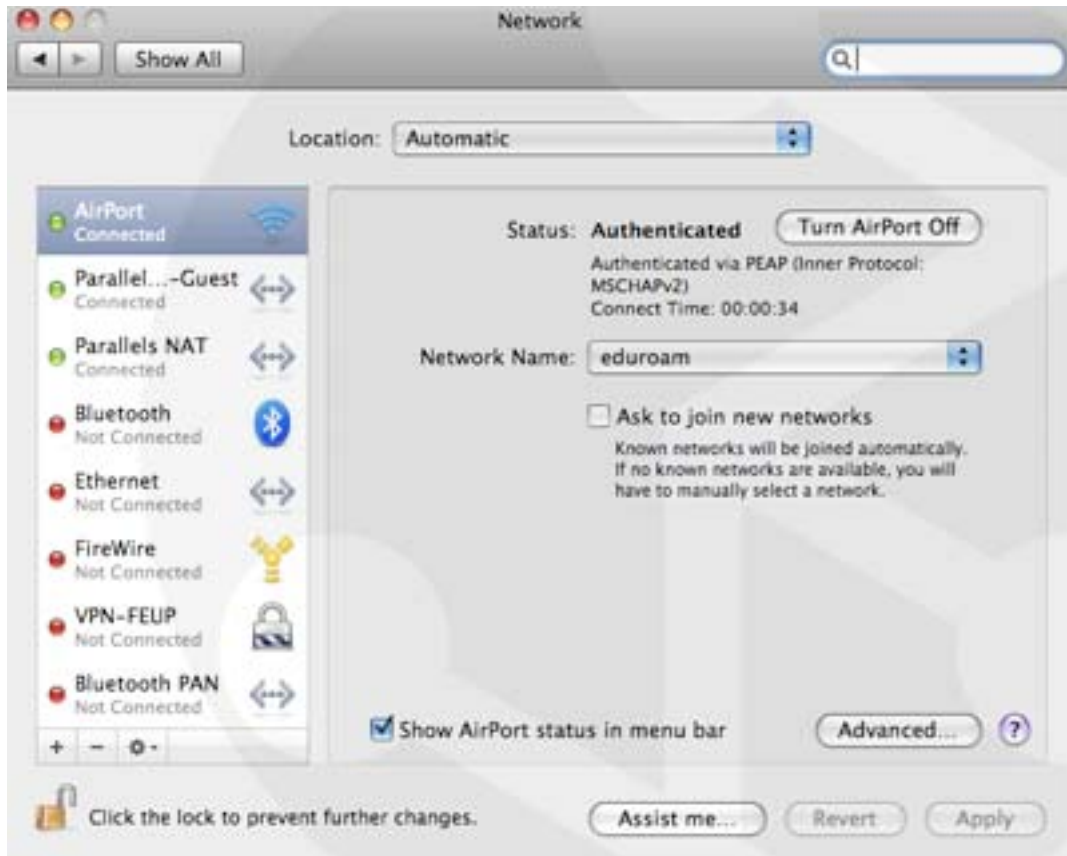 Network
Show All
Location: Automatic
AirPort
Connected
Parallel...-Guest
Connected
Parallels NAT
Connected
Bluetooth
Not Connected
Ethernet
Not Connected
FireWire
Not Connected
VPN-FEUP
Not Connected
Bluetooth PAN
Not Connected
Status: Authenticated Turn AirPort Off
Authenticated via PEAP (Inner Protocol:
MSCHAPv2)
Connect Time: 00:00:34
Network Name: eduroam
Ask to join new networks
Known networks will be joined automatically.
If no known networks are available, you will
have to manually select a network.
Show AirPort status in menu bar Advanced... ?
Click the lock to prevent further changes. Assist me... Revert Apply